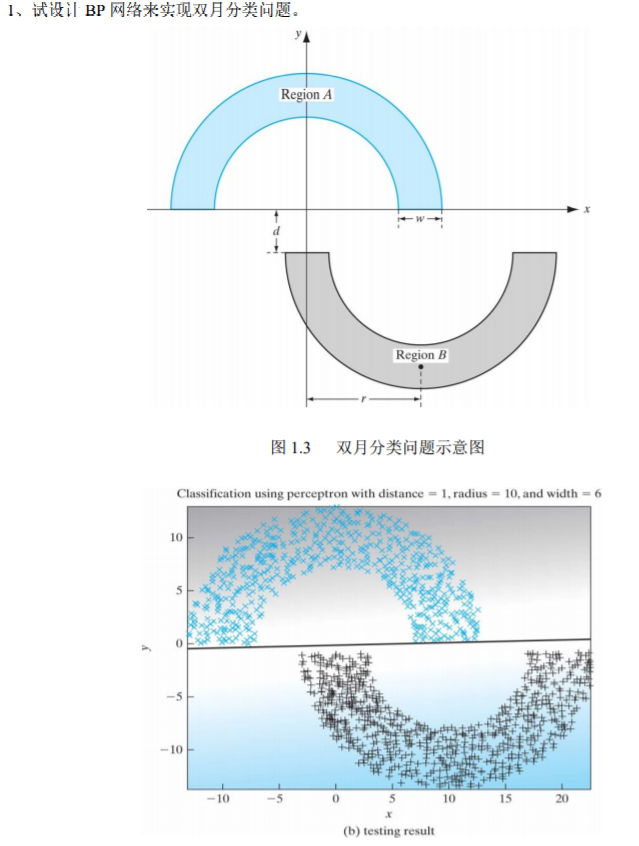 1、试设计 BP 网络来实现双月分类问题。
y
Region A
x
w
d
Region B
r
图 1.3 双月分类问题示意图
Classification using perceptron with distance = 1, radius = 10, and width = 6
10
5
0
y
−5
−10
−10 −5 0 5 10 15 20
x
(b) testing result